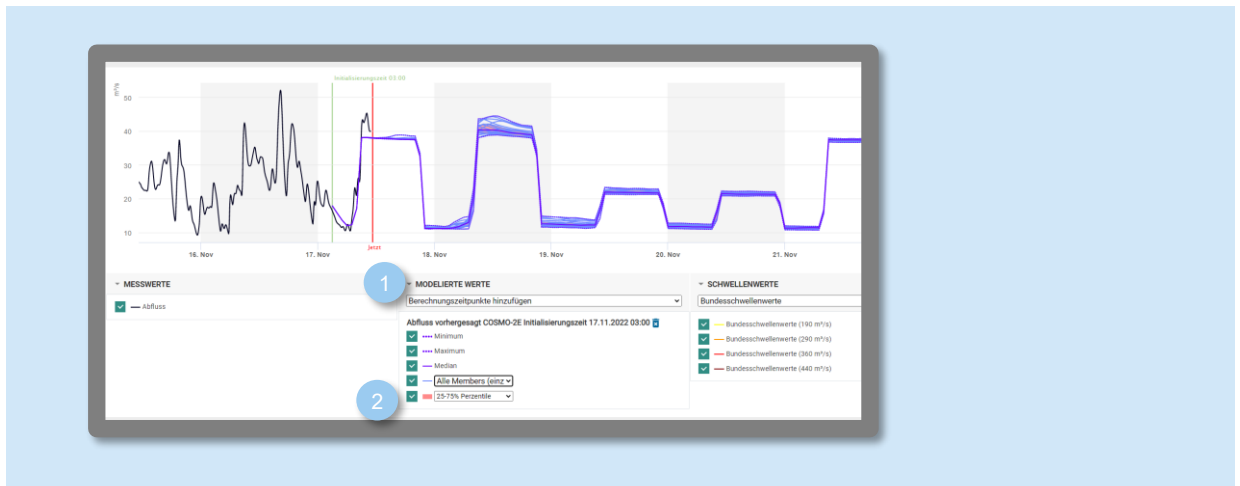 Initialisierungszeit 03:00
m³/s
50
40
30
20
10
Jetzt
16. Nov
17. Nov
18. Nov
19. Nov
20. Nov
21. Nov
1
MESSWERTE
Abfluss
MODELIERTE WERTE
Berechnungszeitpunkte hinzufügen
Abfluss vorhergesagt COSMO-2E Initialisierungszeit 17.11.2022 03:00
Minimum
Maximum
Median
Alle Members (einz
2
25-75% Perzentile
SCHWELLENWERTE
Bundesschwellenwerte
Bundesschwellenwerte (190 m³/s)
Bundesschwellenwerte (290 m³/s)
Bundesschwellenwerte (360 m³/s)
Bundesschwellenwerte (440 m³/s)